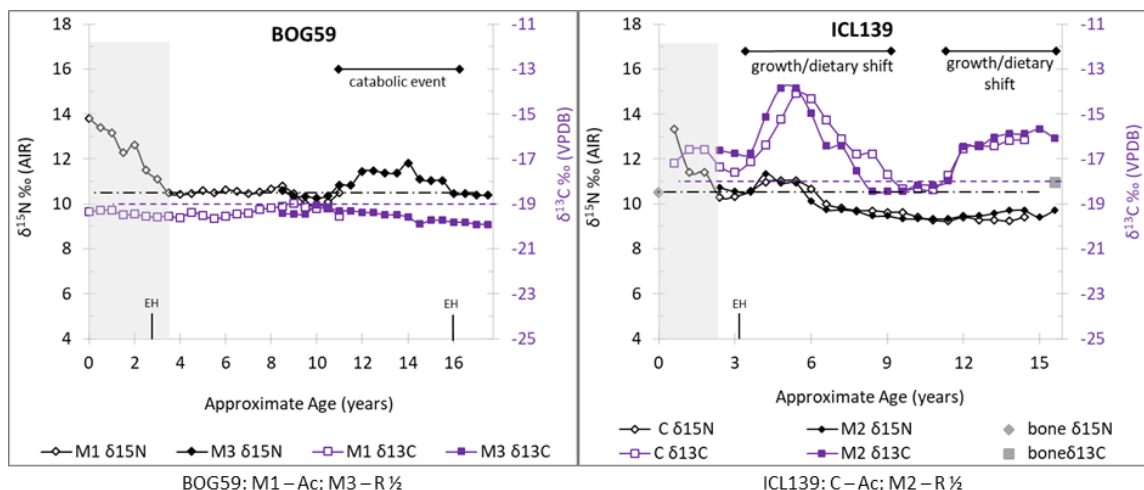 BOG59
18
16
14
12
10
8
6
4
δ15N ‰ (AIR)
-11
-13
-15
-17
-19
-21
-23
-25
δ13C ‰ (VPDB)
catabolic event
EH
EH
0 2 4 6 8 10 12 14 16
Approximate Age (years)
M1 δ15N M3 δ15N M1 δ13C M3 δ13C
BOG59: M1 – Ac; M3 – R ½
ICL139
18
16
14
12
10
8
6
4
δ15N ‰ (AIR)
-11
-13
-15
-17
-19
-21
-23
-25
δ13C ‰ (VPDB)
growth/dietary shift
growth/dietary
shift
EH
0 3 6 9 12 15
Approximate Age (years)
C δ15N M2 δ15N bone δ15N
C δ13C M2 δ13C boneδ13C
ICL139: C – Ac; M2 – R ½